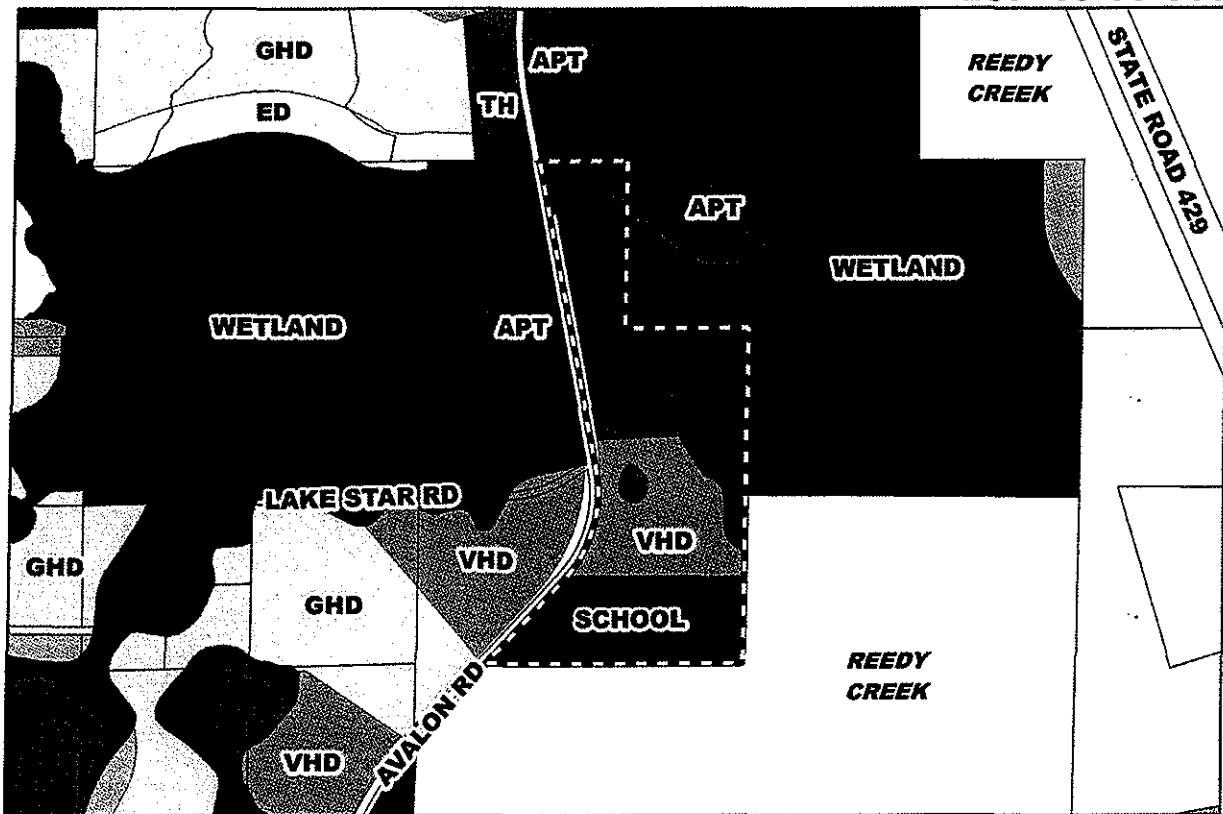 GHD
APT
REEDY
CREEK
STATE ROAD 429
TH
ED
APT
WETLAND
WETLAND
APT
LAKE STAR RD
VHD
VHD
GHD
GHD
SCHOOL
REEDY
CREEK
AVALON RD
VHD